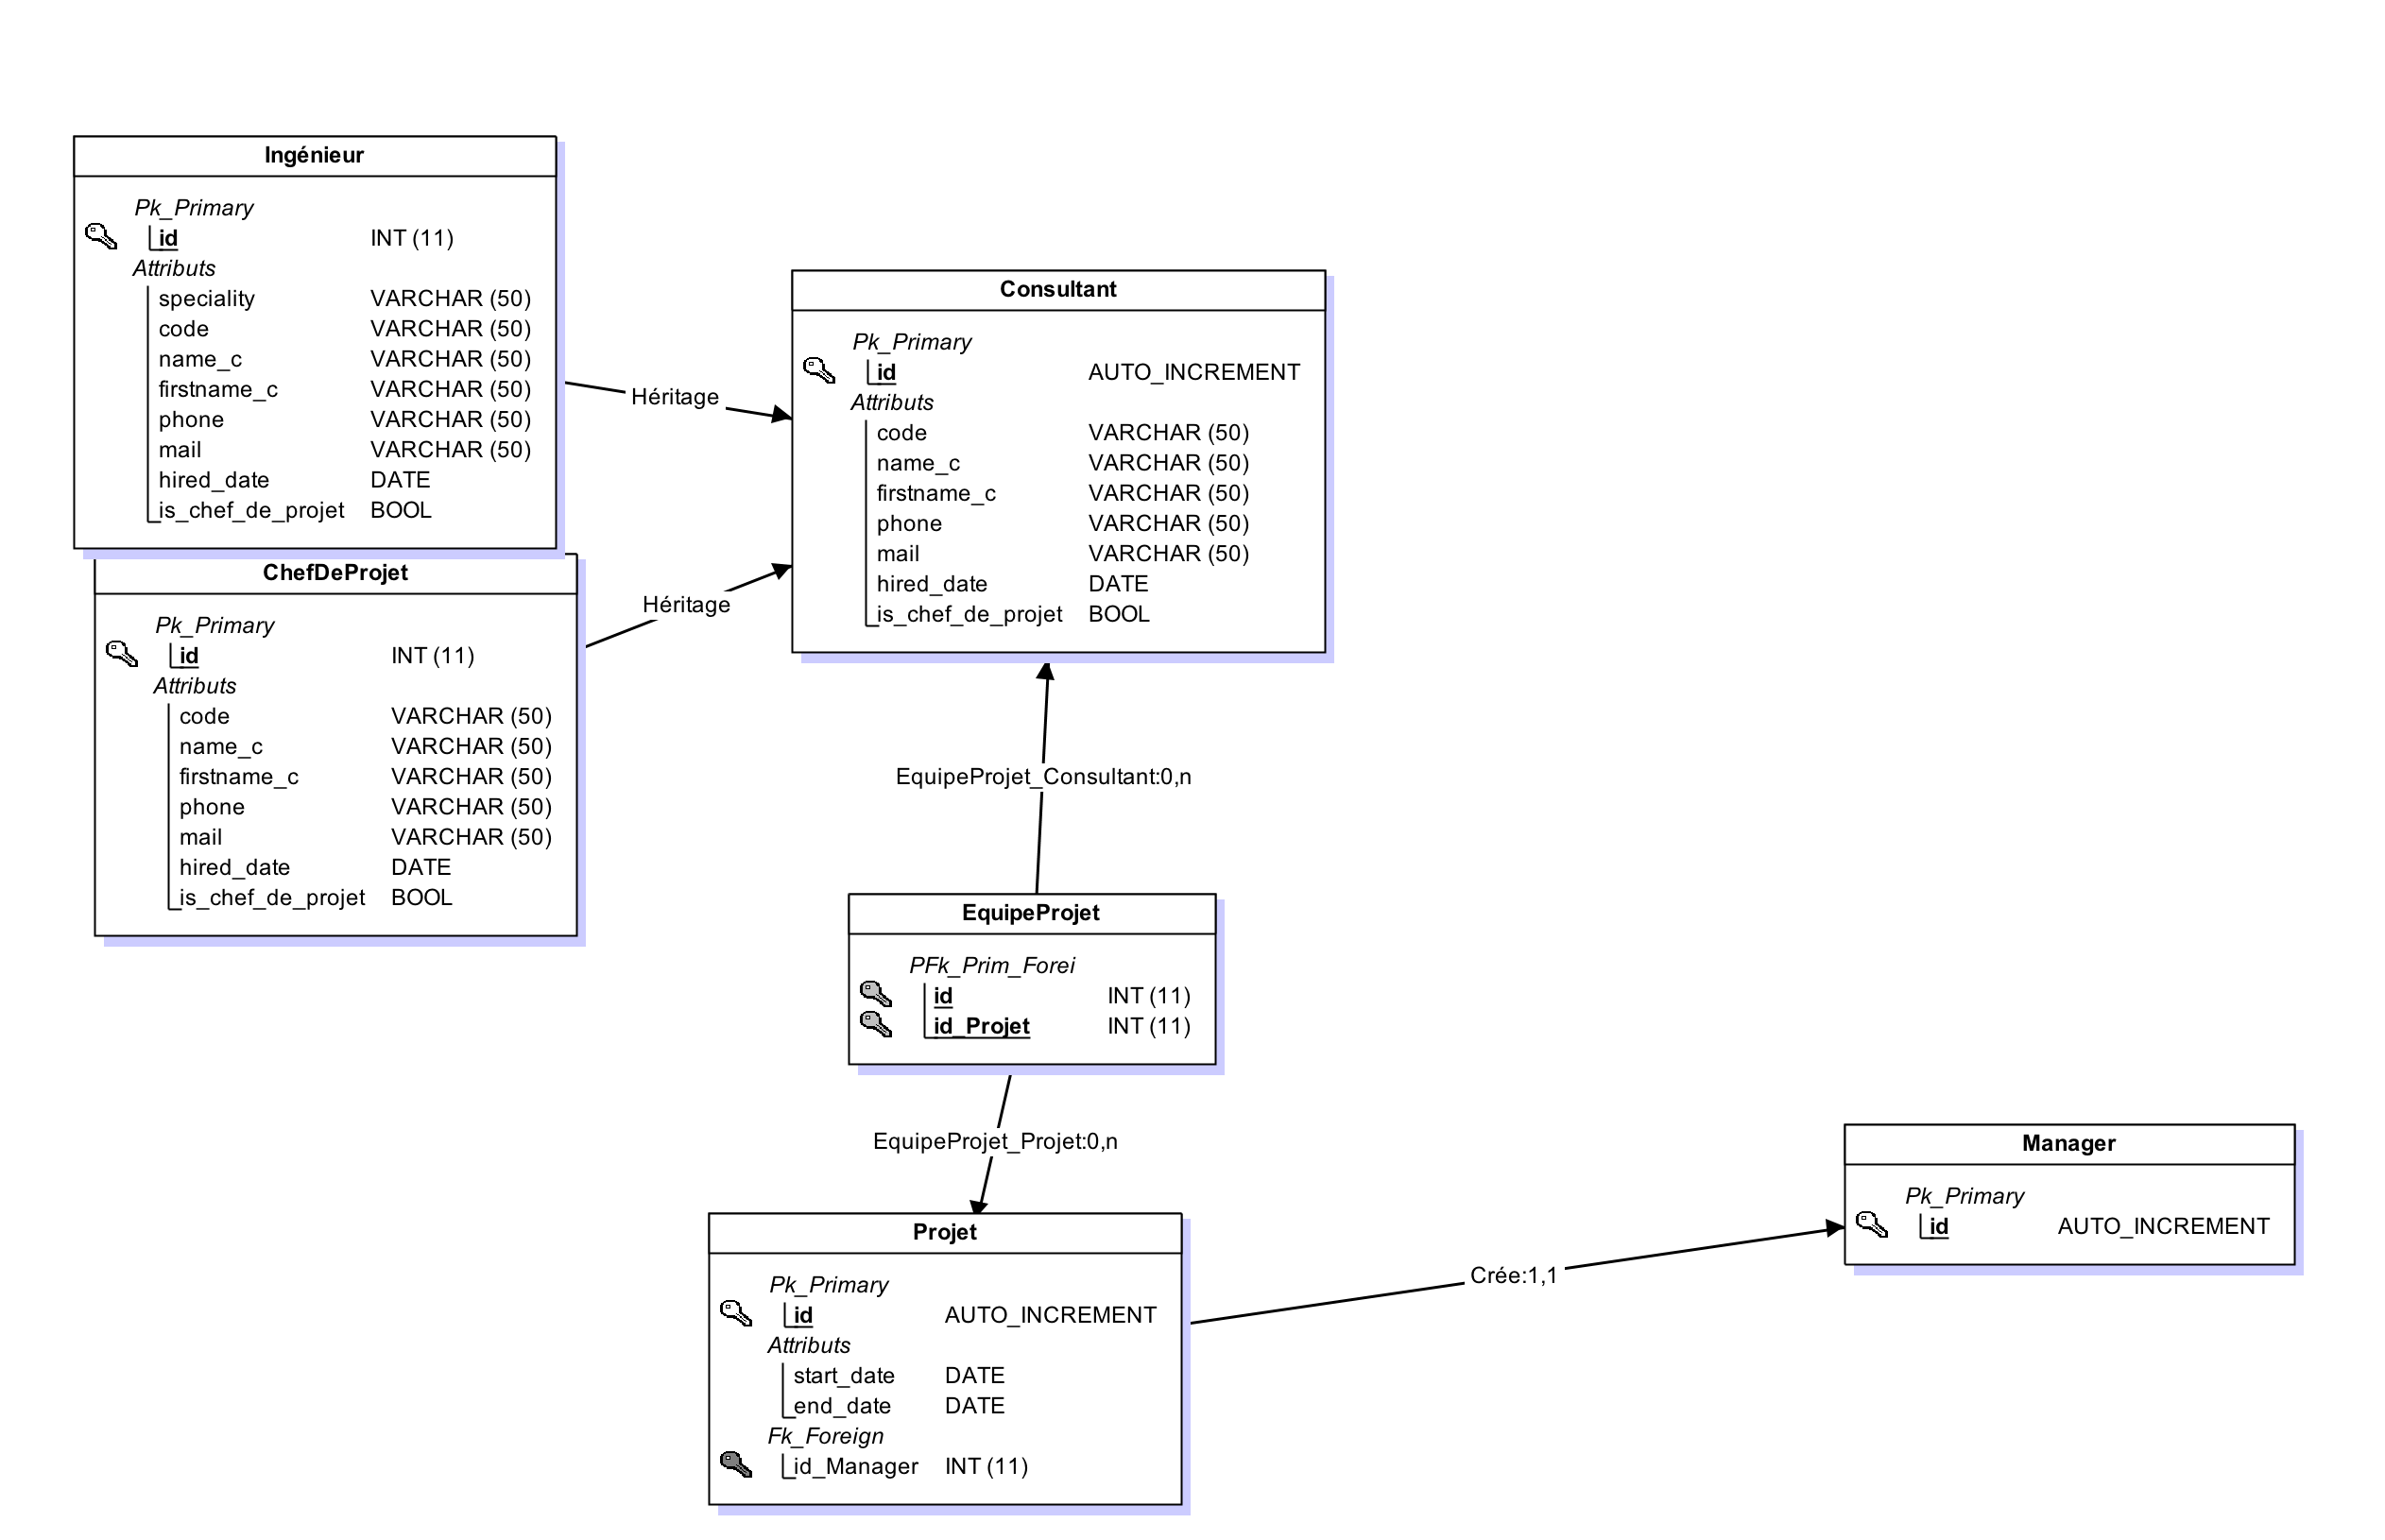 Ingénieur
Pk_Primary
id INT (11)
Attributs
speciality VARCHAR (50)
code VARCHAR (50)
name_c VARCHAR (50)
firstname_c VARCHAR (50)
phone VARCHAR (50)
mail VARCHAR (50)
hired_date DATE
is_chef_de_projet BOOL
Héritage
ChefDeProjet
Pk_Primary
id INT (11)
Attributs
code VARCHAR (50)
name_c VARCHAR (50)
firstname_c VARCHAR (50)
phone VARCHAR (50)
mail VARCHAR (50)
hired_date DATE
is_chef_de_projet BOOL
Héritage
Consultant
Pk_Primary
id AUTO_INCREMENT
Attributs
code VARCHAR (50)
name_c VARCHAR (50)
firstname_c VARCHAR (50)
phone VARCHAR (50)
mail VARCHAR (50)
hired_date DATE
is_chef_de_projet BOOL
EquipeProjet_Consultant:0,n
EquipeProjet
PFk_Prim_Forei
id INT (11)
id_Projet INT (11)
EquipeProjet_Projet:0,n
Projet
Pk_Primary
id AUTO_INCREMENT
Attributs
start_date DATE
end_date DATE
Fk_Foreign
id_Manager INT (11)
Crée:1,1
Manager
Pk_Primary
id AUTO_INCREMENT